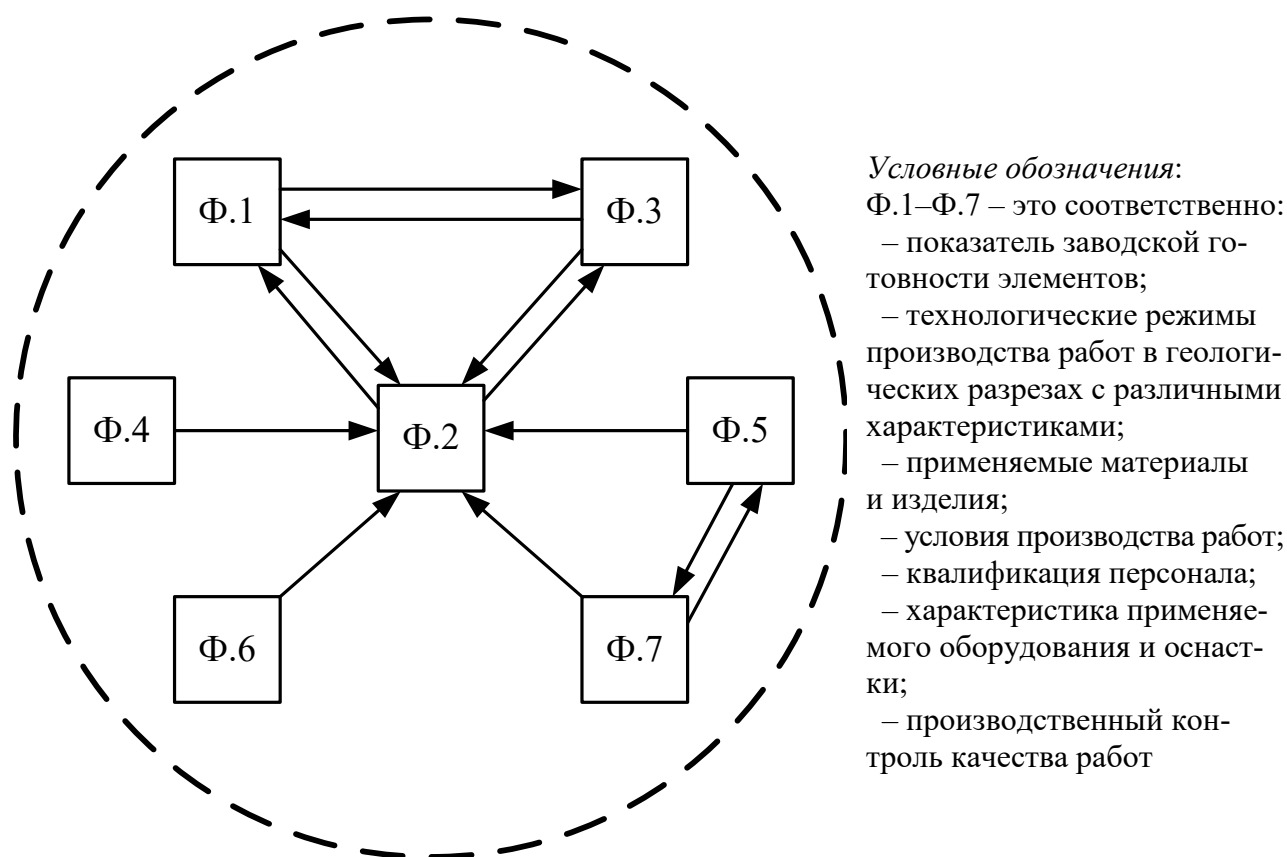 Ф.1
Ф.3
Ф.4
Ф.2
Ф.5
Ф.6
Ф.7
Условные обозначения:
Ф.1–Ф.7 – это соответственно:
– показатель заводской го-
товности элементов;
– технологические режимы
производства работ в геологи-
ческих разрезах с различными
характеристиками;
– применяемые материалы
и изделия;
– условия производства работ;
– квалификация персонала;
– характеристика применяе-
мого оборудования и оснаст-
ки;
– производственный кон-
троль качества работ